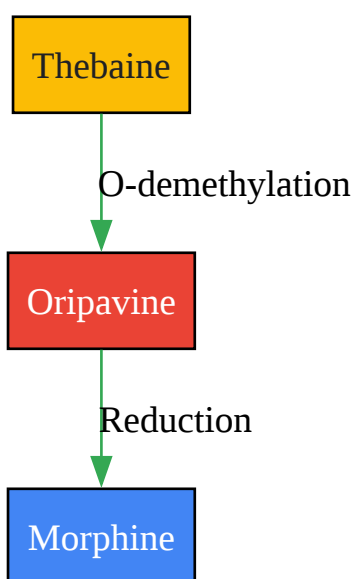 Thebaine
O-demethylation
Oripavine
Reduction
Morphine